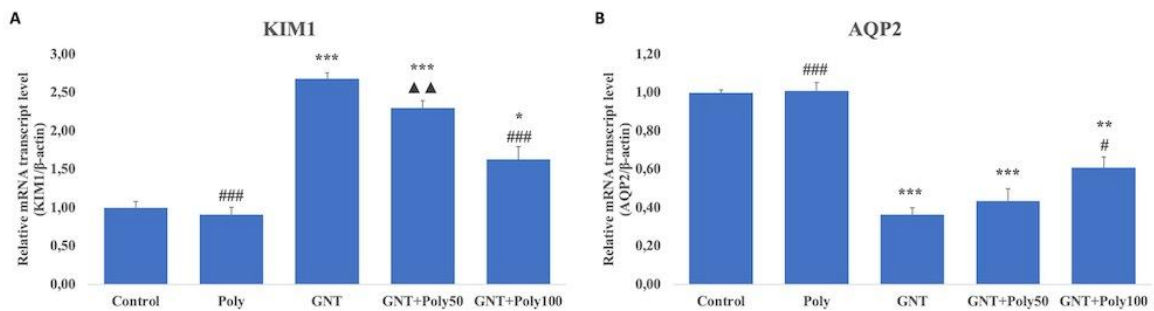 A
KIM1
Relative mRNA transcript level
(KIM1/β-actin)
3,00
2,50
2,00
1,50
1,00
0,50
0,00
###
***
***
▲▲
*
###
Control Poly GNT GNT+Poly50 GNT+Poly100
B
AQP2
Relative mRNA transcript level
(AQP2/β-actin)
1,20
1,00
0,80
0,60
0,40
0,20
0,00
###
***
***
**
#
Control Poly GNT GNT+Poly50 GNT+Poly100